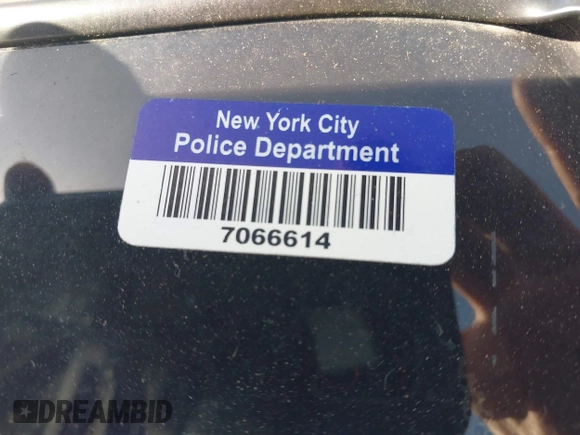 New York City
Police Department
7066614
DREAMBID